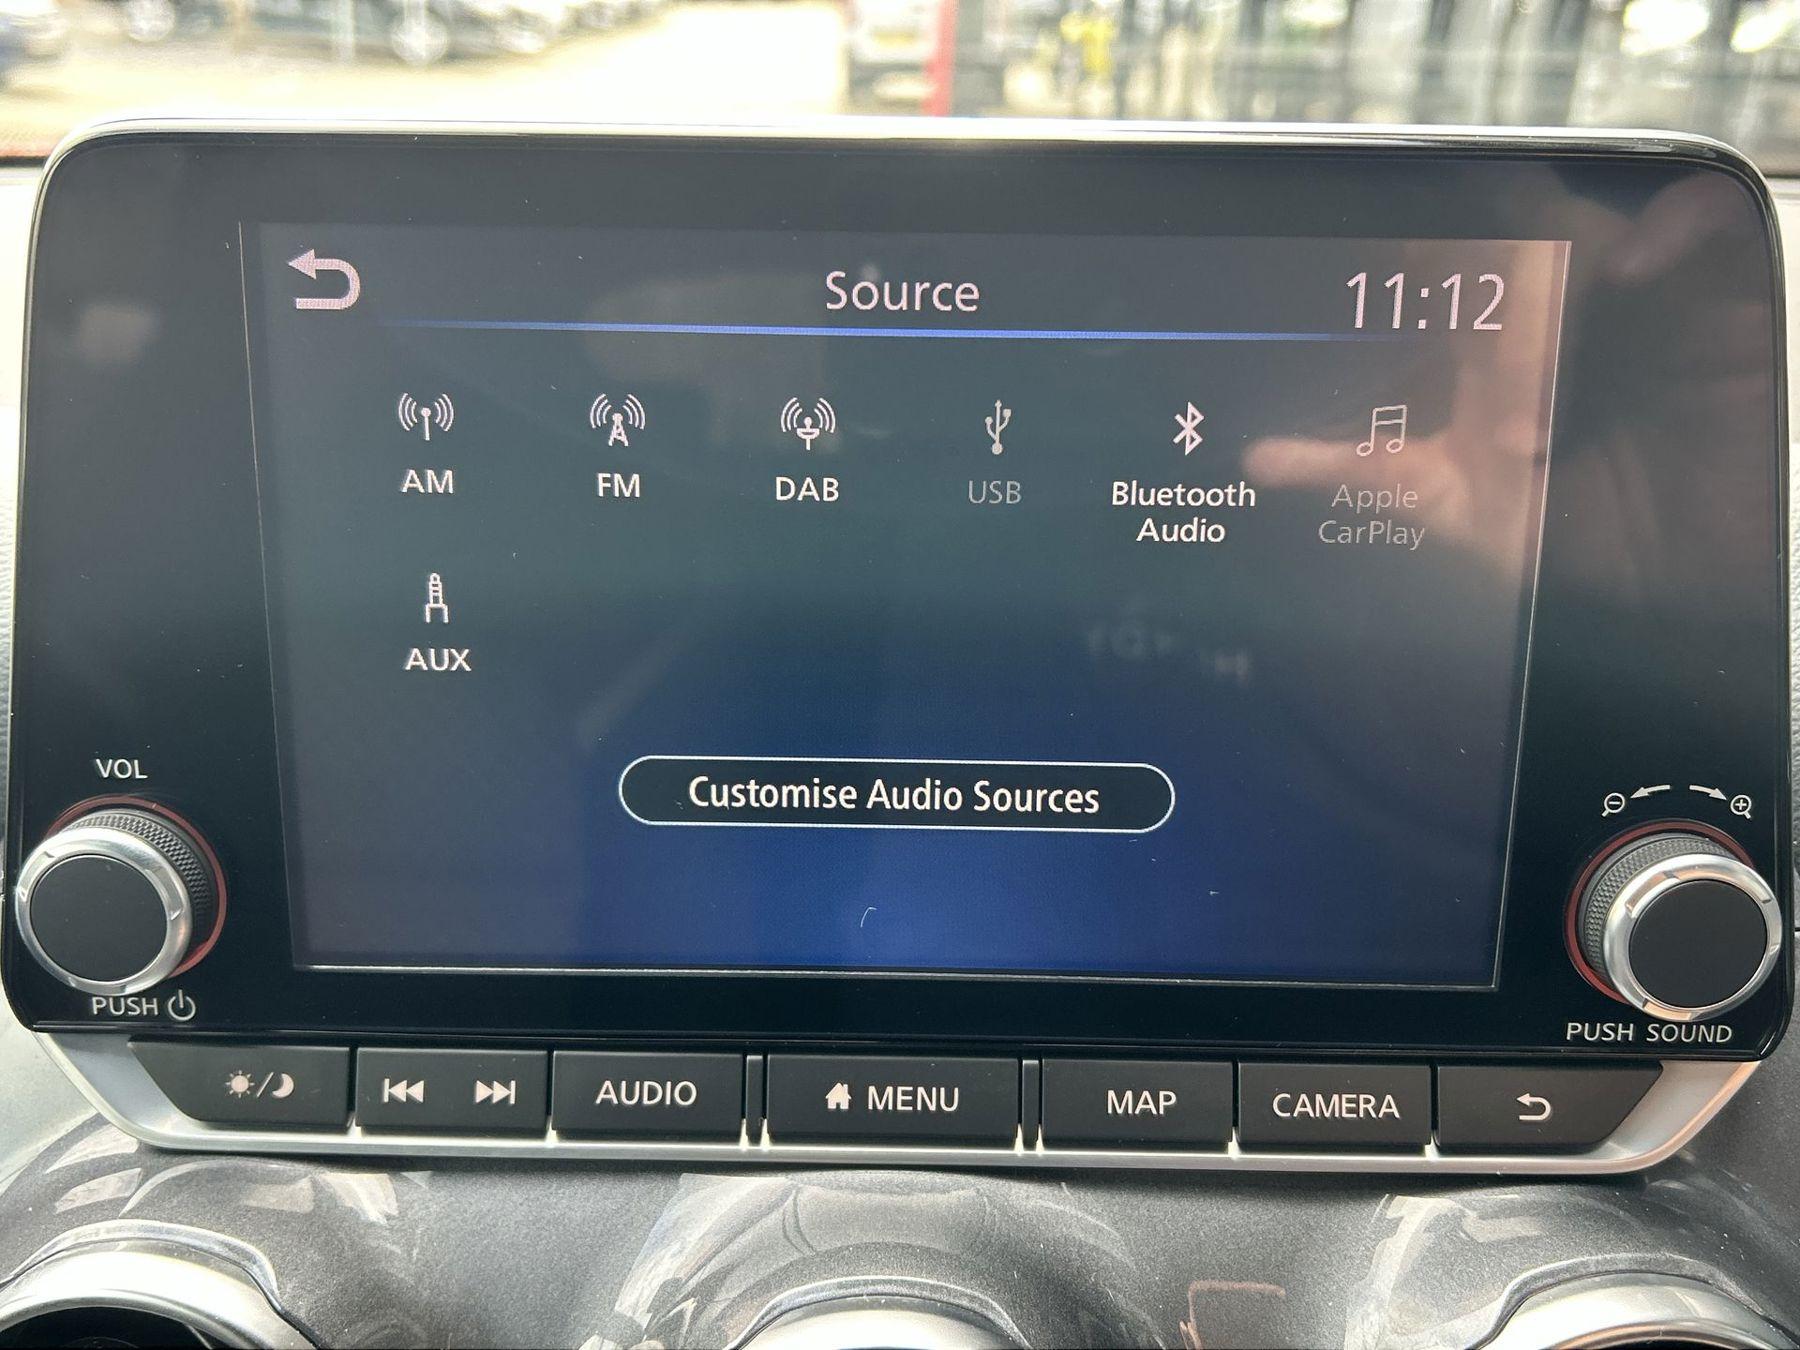 Source
11:12
AM
FM
DAB
USB
Bluetooth
Audio
Apple
CarPlay
AUX
Customise Audio Sources
VOL
PUSH
PUSH SOUND
AUDIO
MENU
MAP
CAMERA